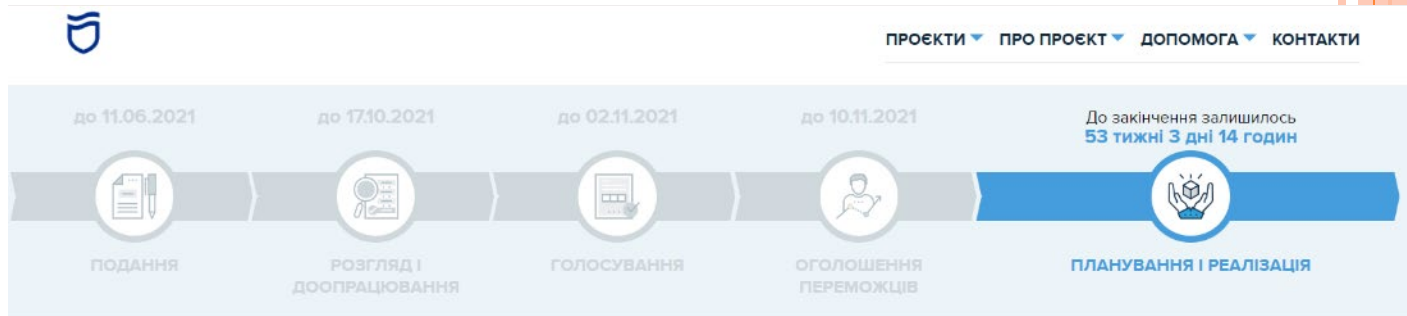 ПРОЄКТИ ПРО ПРОЄКТ ДОПОМОГА КОНТАКТИ
до 11.06.2021
до 17.10.2021
до 02.11.2021
до 10.11.2021
До закінчення залишилось
53 тижні 3 дні 14 годин
ПОДАННЯ
РОЗГЛЯД І
ДООПРАЦЮВАННЯ
ГОЛОСУВАННЯ
ОГОЛОШЕННЯ
ПЕРЕМОЖЦІВ
ПЛАНУВАННЯ І РЕАЛІЗАЦІЯ